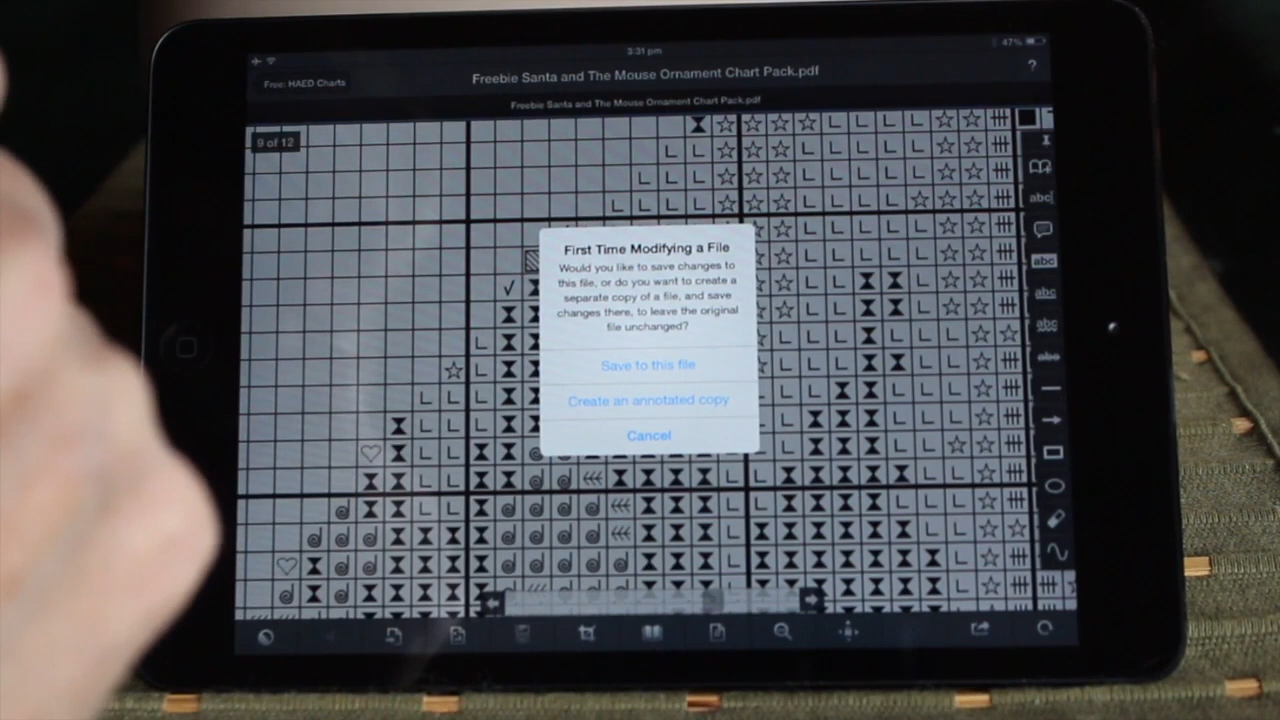 3:31 pm
47%
Free: HAED Charts
Freebie Santa and The Mouse Ornament Chart Pack.pdf
?
Freebie Santa and The Mouse Ornament Chart Pack.pdf
9 of 12
First Time Modifying a File
Would you like to save changes to
this file, or do you want to create a
separate copy of a file, and save
changes there, to leave the original
file unchanged?
Save to this file
Create an annotated copy
Cancel
abc
abc
abc
abc
abc